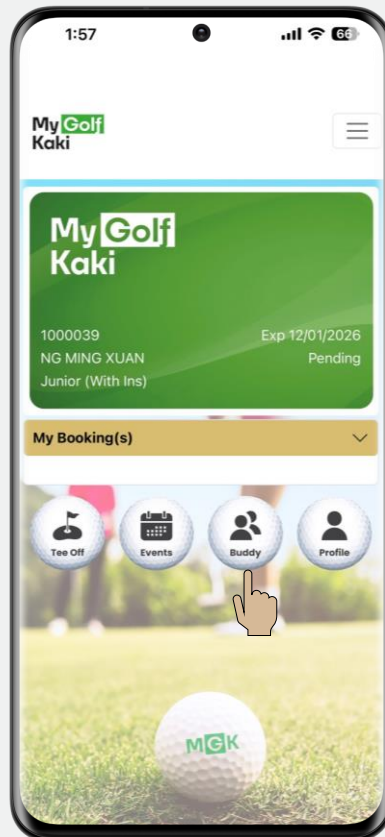 1:57
66
My Golf
Kaki
My Golf
Kaki
1000039
Exp 12/01/2026
NG MING XUAN
Pending
Junior (With Ins)
My Booking(s)
Tee Off
Events
Buddy
Profile
MGK